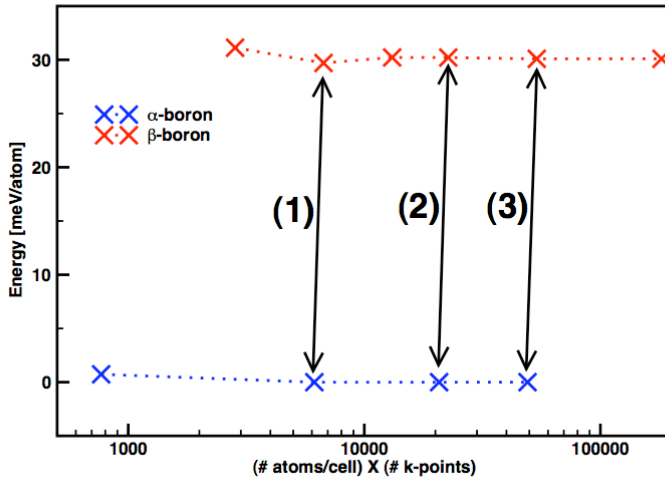 30
α-boron
β-boron
20
(1)
(2)
(3)
Energy [meV/atom]
10
0
1000
10000
100000
(# atoms/cell) X (# k-points)